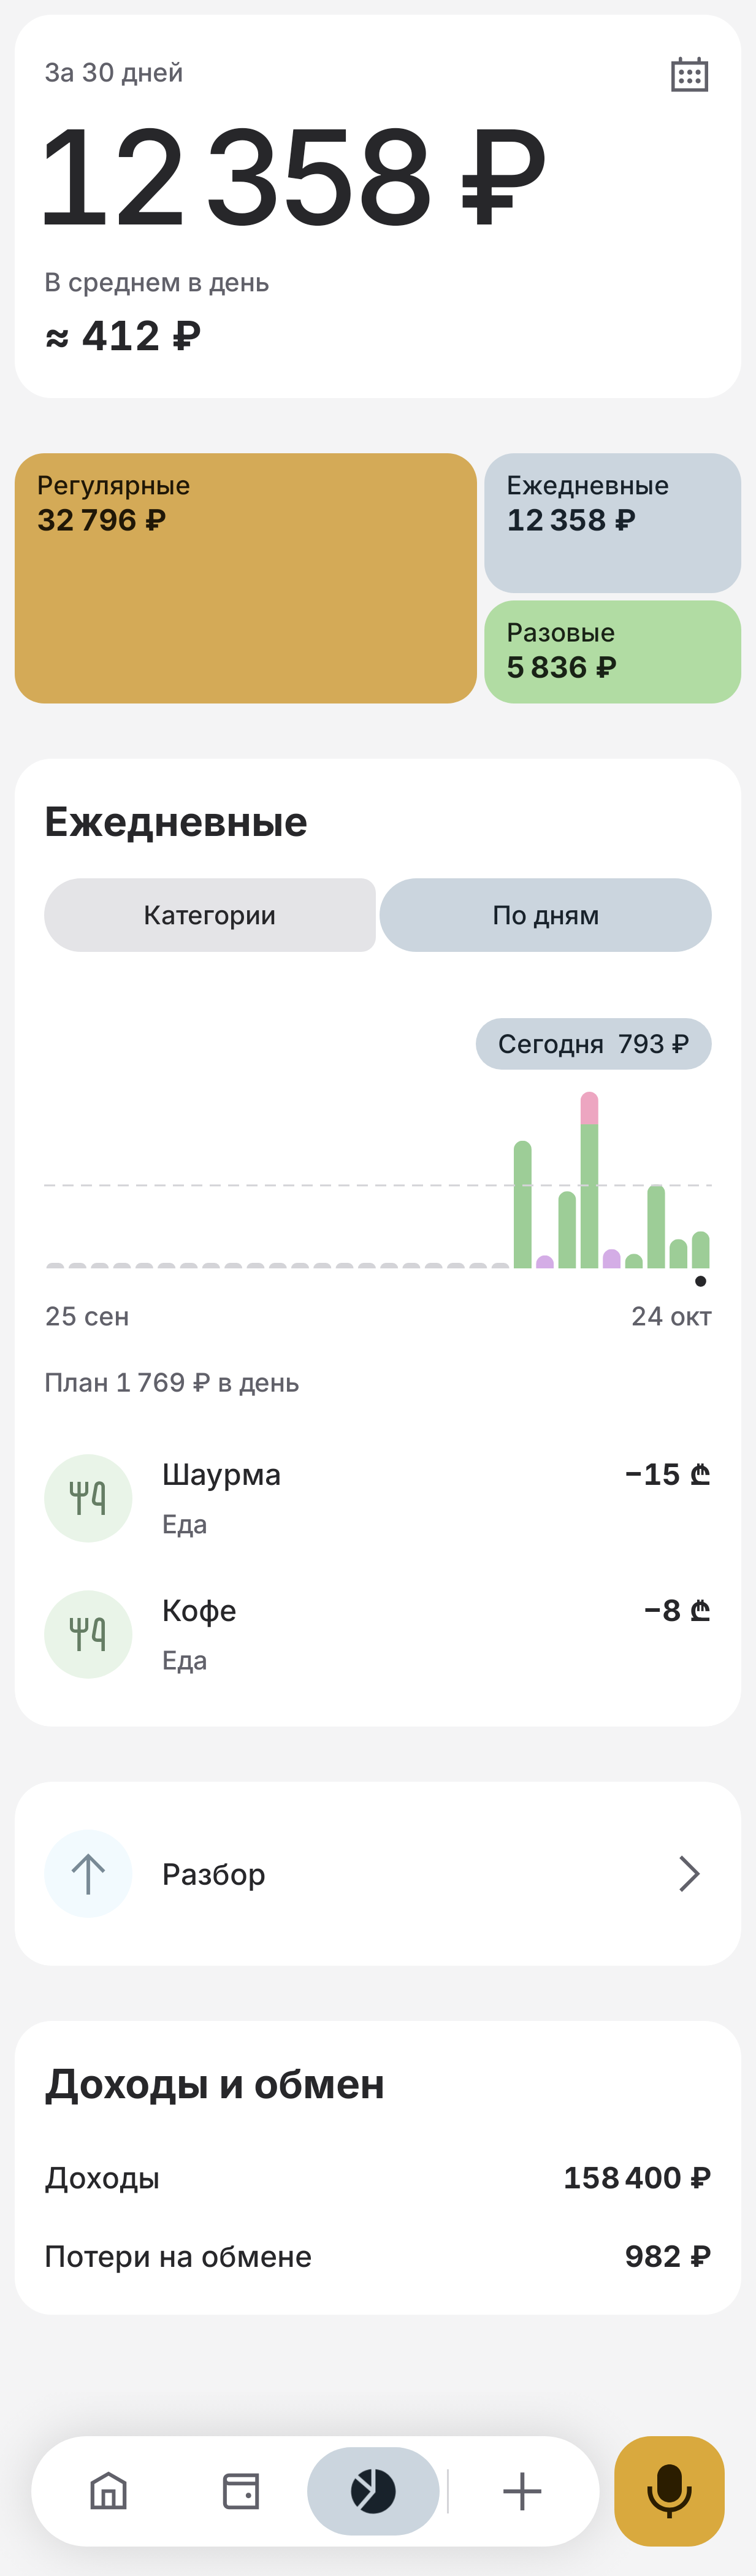 За 30 дней
12 358 ₽
В среднем в день
≈ 412 ₽
Регулярные
32 796 ₽
Ежедневные
12 358 ₽
Разовые
5 836 ₽
Ежедневные
Категории
По дням
Сегодня 793 ₽
25 сен
24 окт
План 1 769 ₽ в день
Шаурма
−15 ₾
Еда
Кофе
−8 ₾
Еда
Разбор
Доходы и обмен
Доходы
158 400 ₽
Потери на обмене
982 ₽